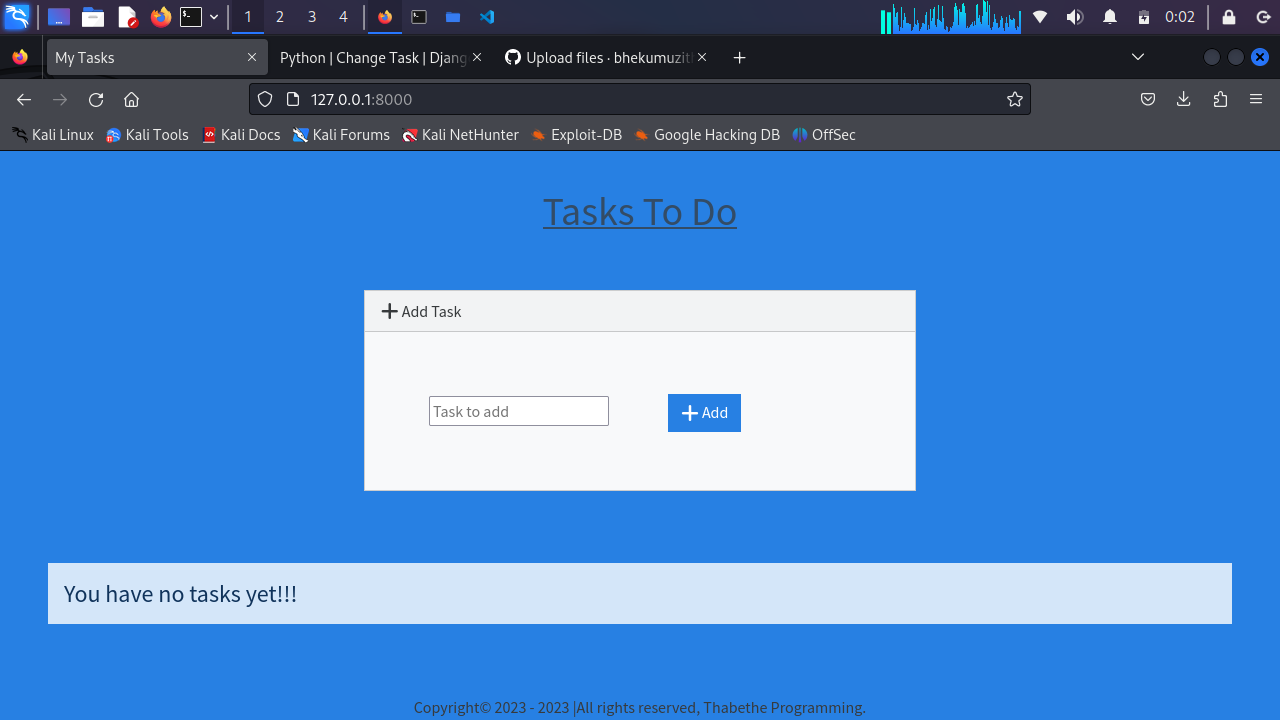 1 2 3 4 0:02
My Tasks
Python | Change Task | Djang
Upload files · bhekumuzith
127.0.0.1:8000
Kali Linux Kali Tools Kali Docs Kali Forums Kali NetHunter Exploit-DB Google Hacking DB OffSec
Tasks To Do
Add Task
Task to add
Add
You have no tasks yet!!!
Copyright© 2023 - 2023 |All rights reserved, Thabethe Programming.